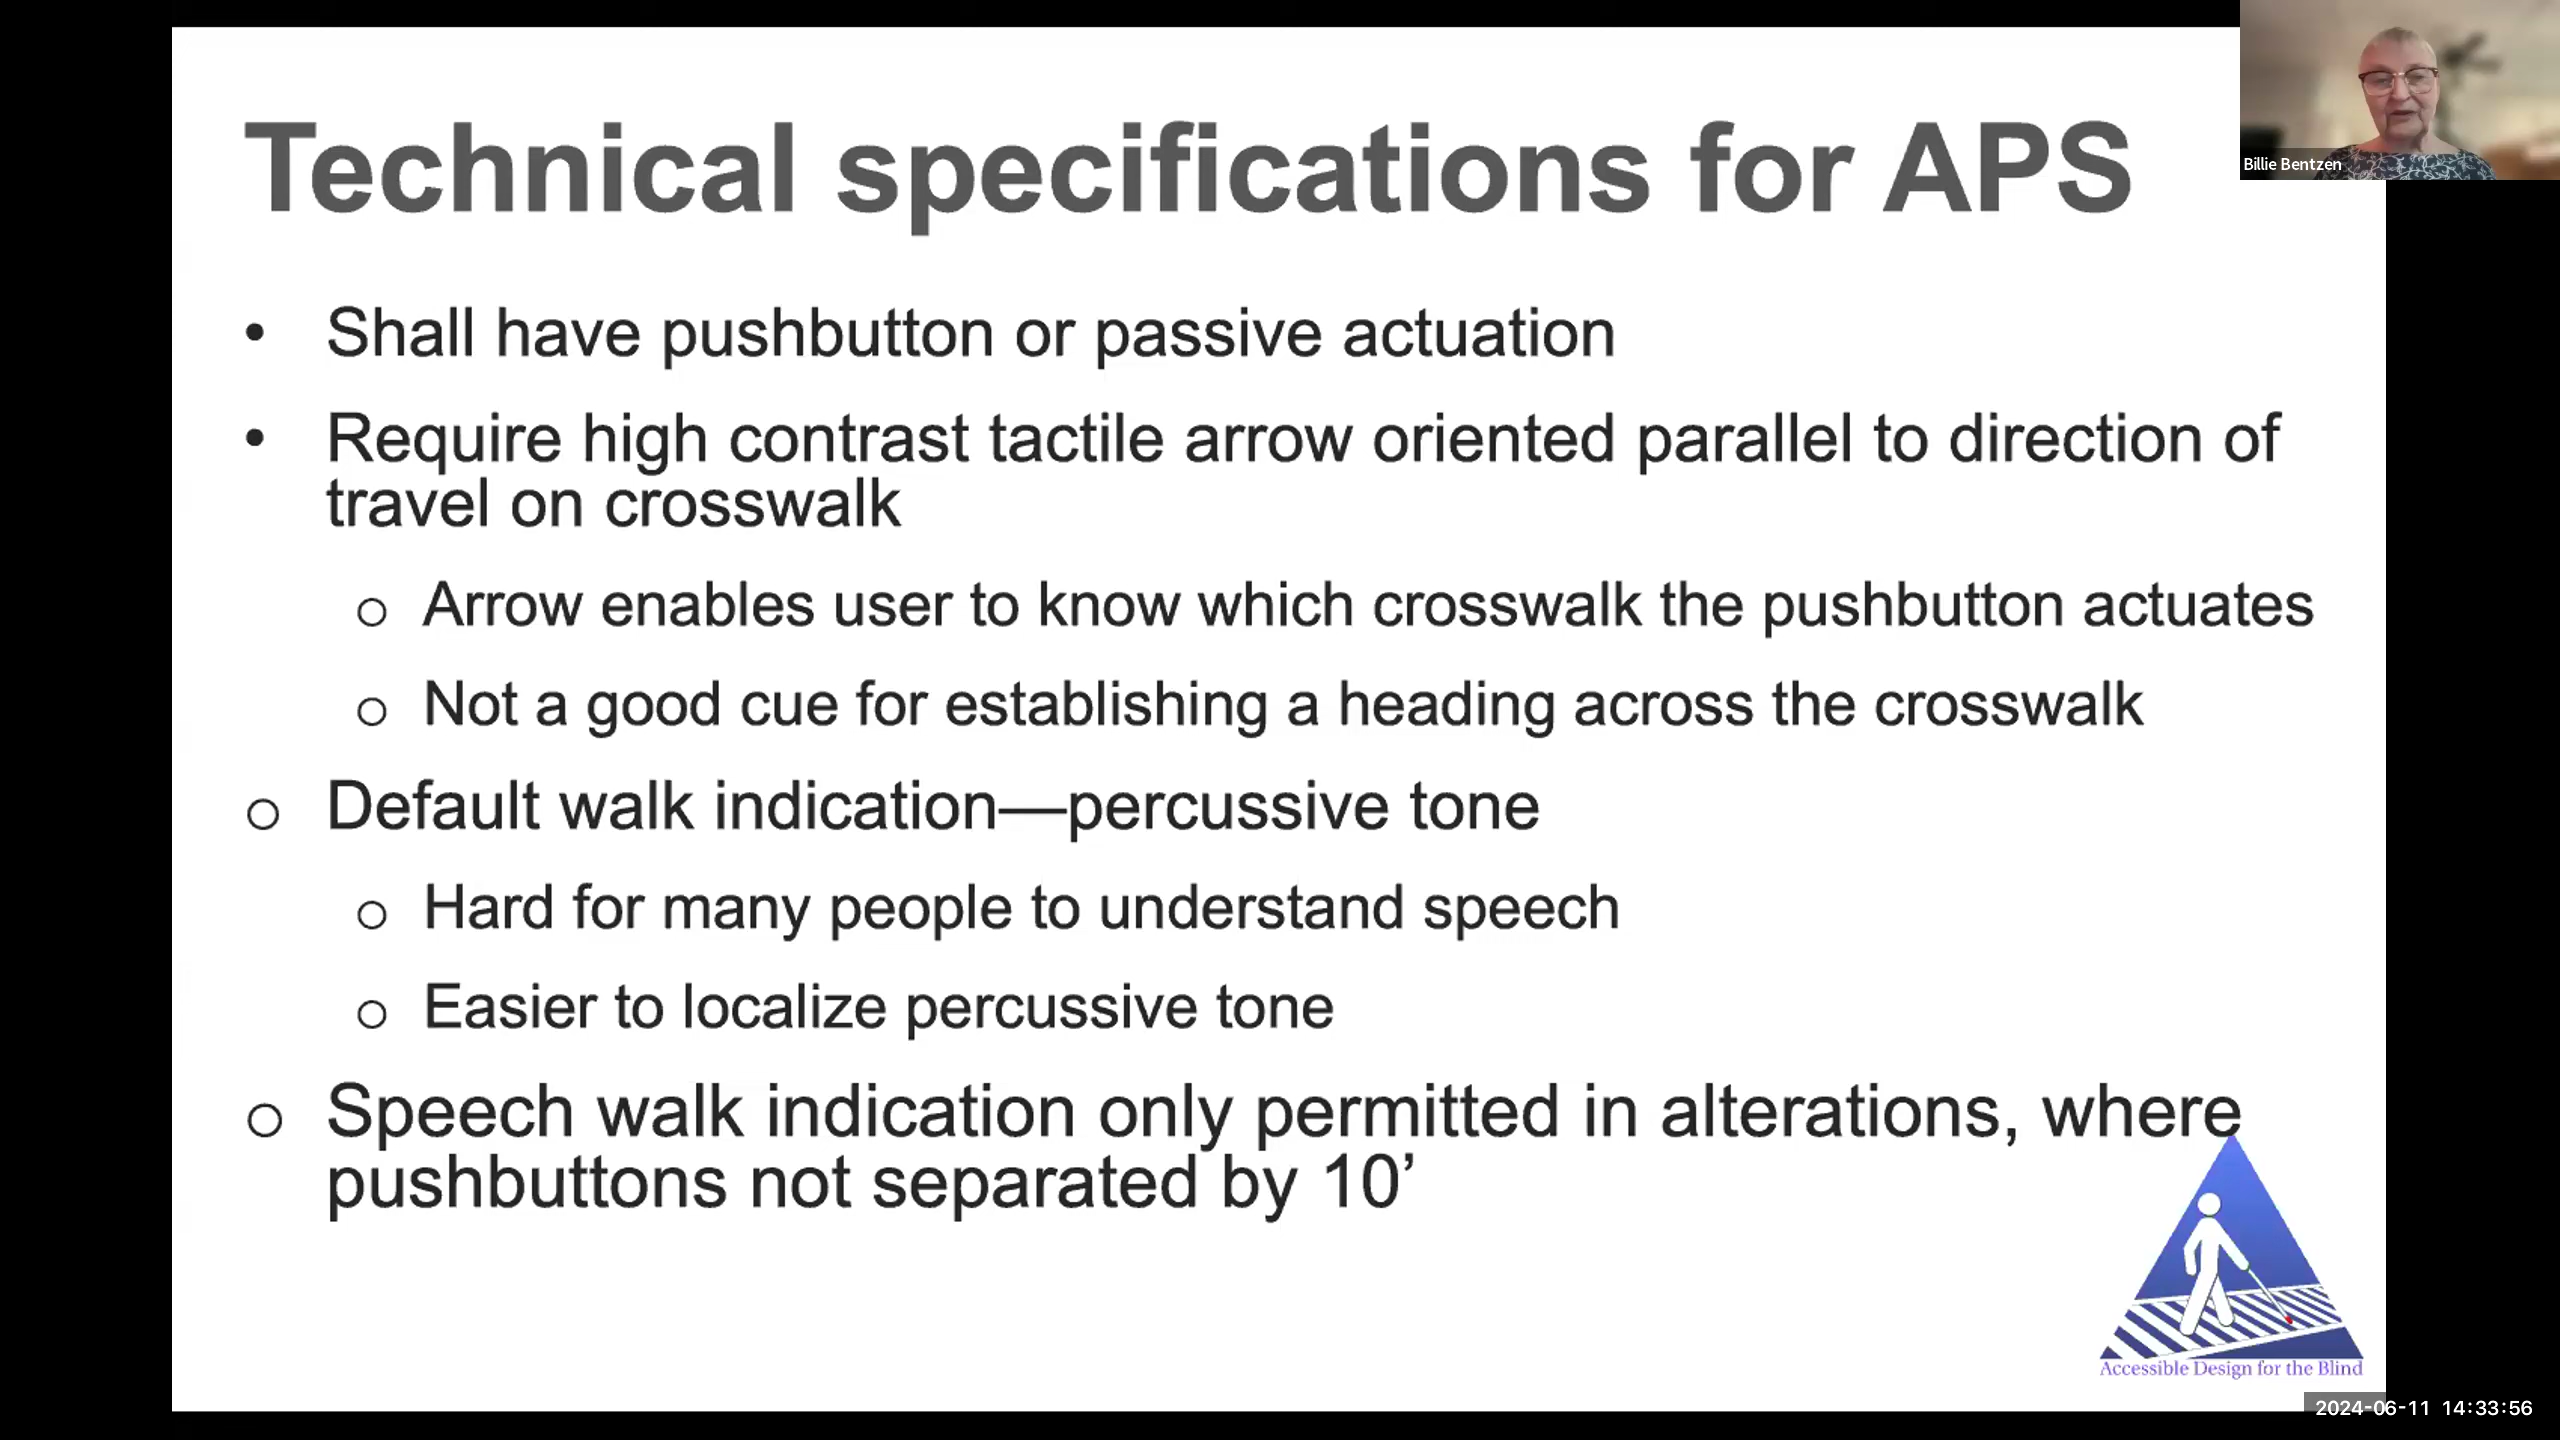 Technical specifications for APS
Billie Bentzen
• Shall have pushbutton or passive actuation
• Require high contrast tactile arrow oriented parallel to direction of
travel on crosswalk
o Arrow enables user to know which crosswalk the pushbutton actuates
o Not a good cue for establishing a heading across the crosswalk
o Default walk indication—percussive tone
o Hard for many people to understand speech
o Easier to localize percussive tone
o Speech walk indication only permitted in alterations, where
pushbuttons not separated by 10’
Accessible Design for the Blind
2024-06-11 14:33:56